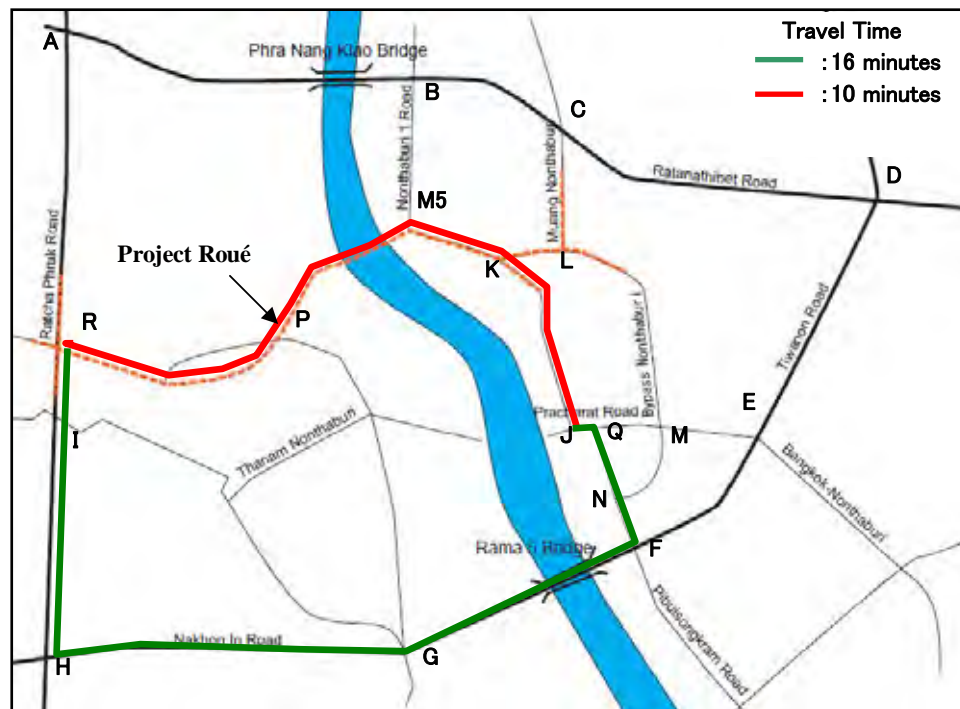 Travel Time
: 16 minutes
: 10 minutes
A
Phra Nang Klao Bridge
B
C
Nonthaburi 1 Road
Muang Nonthaburi
Ratanathibet Road
D
M5
Project Roué
K
L
Ratcha Phruk Road
R
P
Bypass Nonthaburi
Tiwanon Road
I
Thanam Nonthaburi
Pracharat Road
J
Q
M
E
Bangkok-Nonthaburi
N
F
Rama 5 Bridge
Pibulsongkram Road
Nakhon In Road
H
G